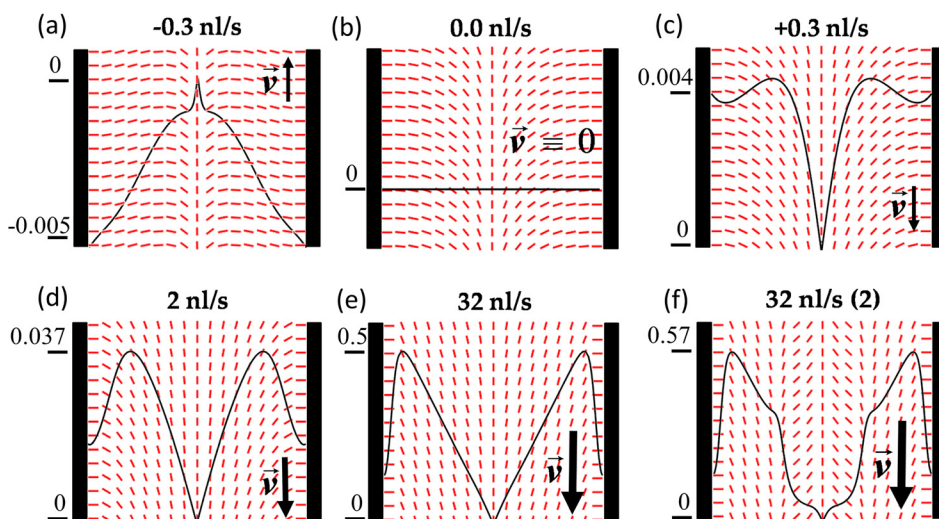 (a)
-0.3 nl/s
0
v
-0.005
(b)
0.0 nl/s
v ≡ 0
0
(c)
+0.3 nl/s
0.004
v
0
(d)
2 nl/s
0.037
v
0
(e)
32 nl/s
0.5
v
0
(f)
32 nl/s (2)
0.57
v
0